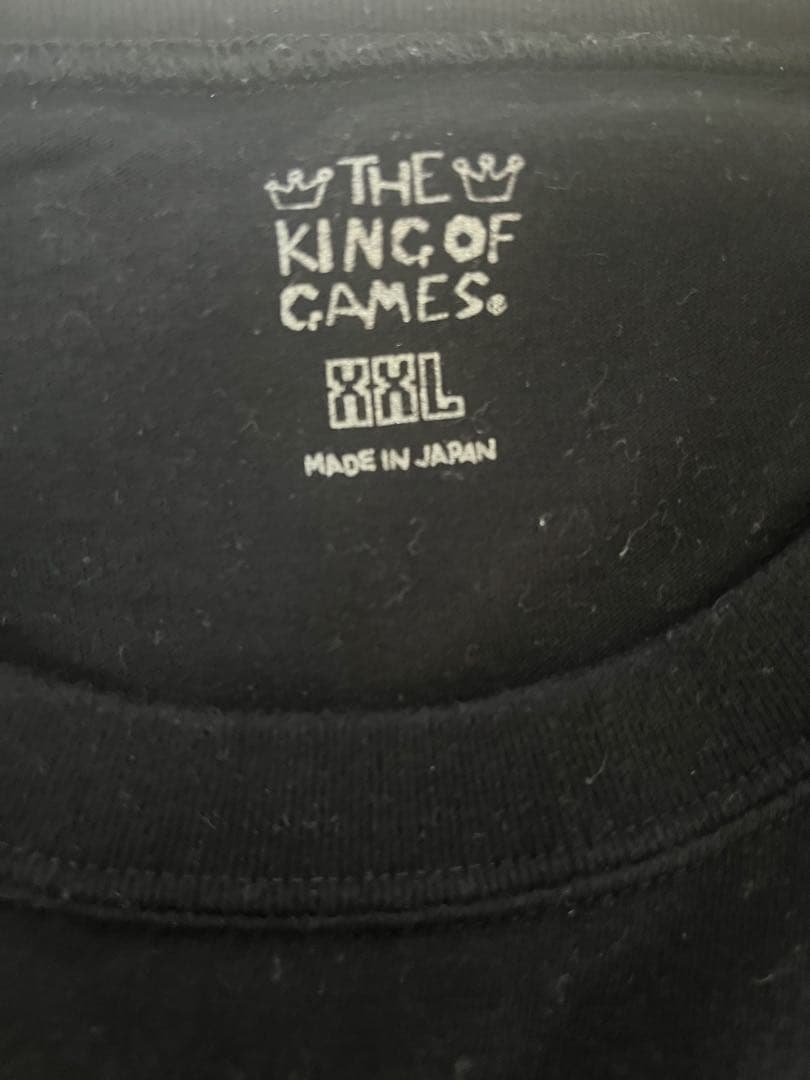 THE
KING OF
GAMES®
XXL
MADE IN JAPAN